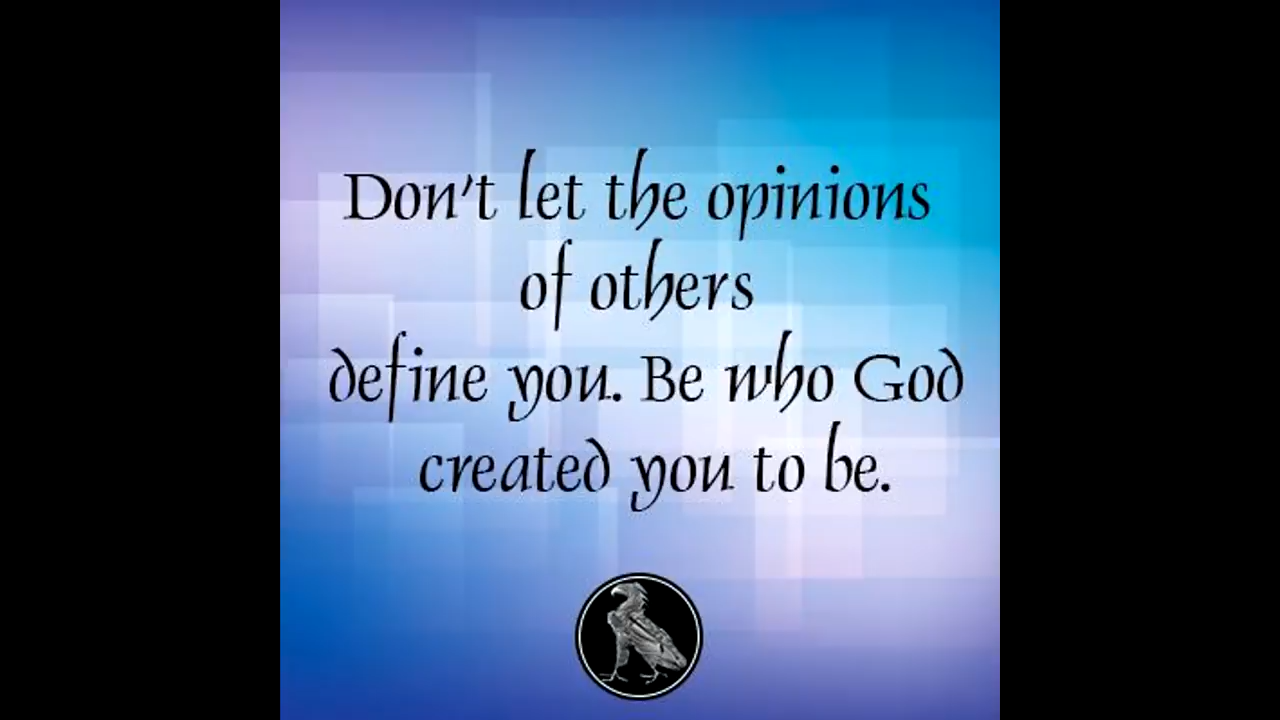 Don't let the opinions
of others
define you. Be who God
created you to be.